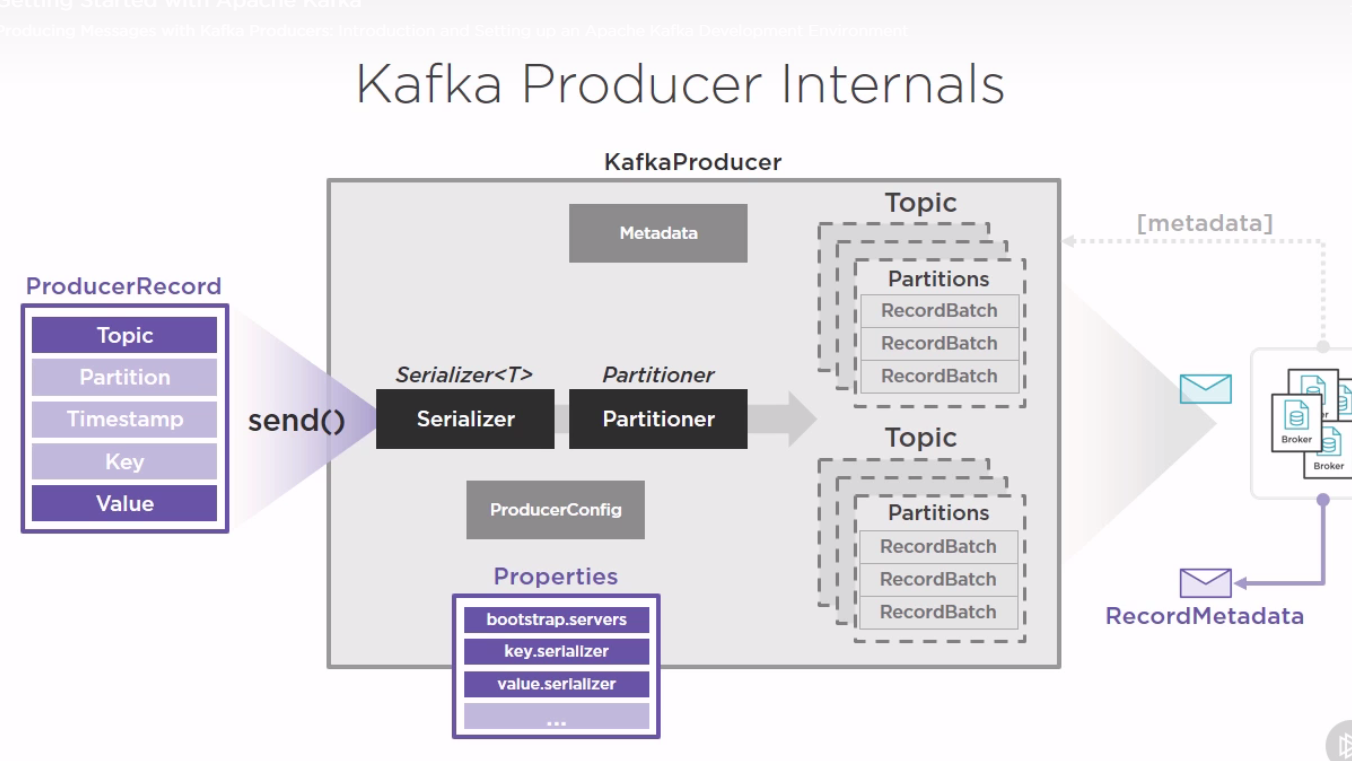 Getting Started with Apache Kafka
Producing Messages with Kafka Producers: Introduction and Setting up an Apache Kafka Development Environment
Kafka Producer Internals
KafkaProducer
ProducerRecord
Topic
Partition
Timestamp
Key
Value
send()
Metadata
Serializer<T>
Serializer
Partitioner
Partitioner
ProducerConfig
Properties
bootstrap.servers
key.serializer
value.serializer
...
Topic
Partitions
RecordBatch
RecordBatch
RecordBatch
Topic
Partitions
RecordBatch
RecordBatch
RecordBatch
[metadata]
Broker
Broker
RecordMetadata